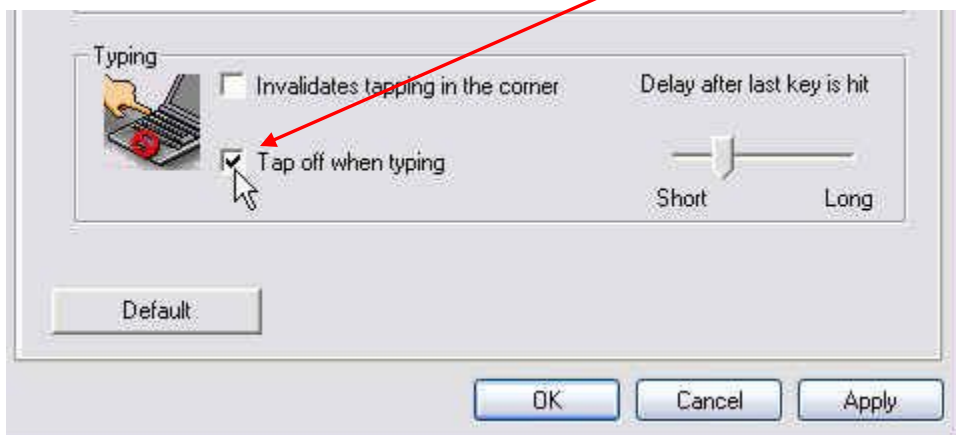 Typing
Invalidates tapping in the corner
Delay after last key is hit
Tap off when typing
Short Long
Default
OK Cancel Apply